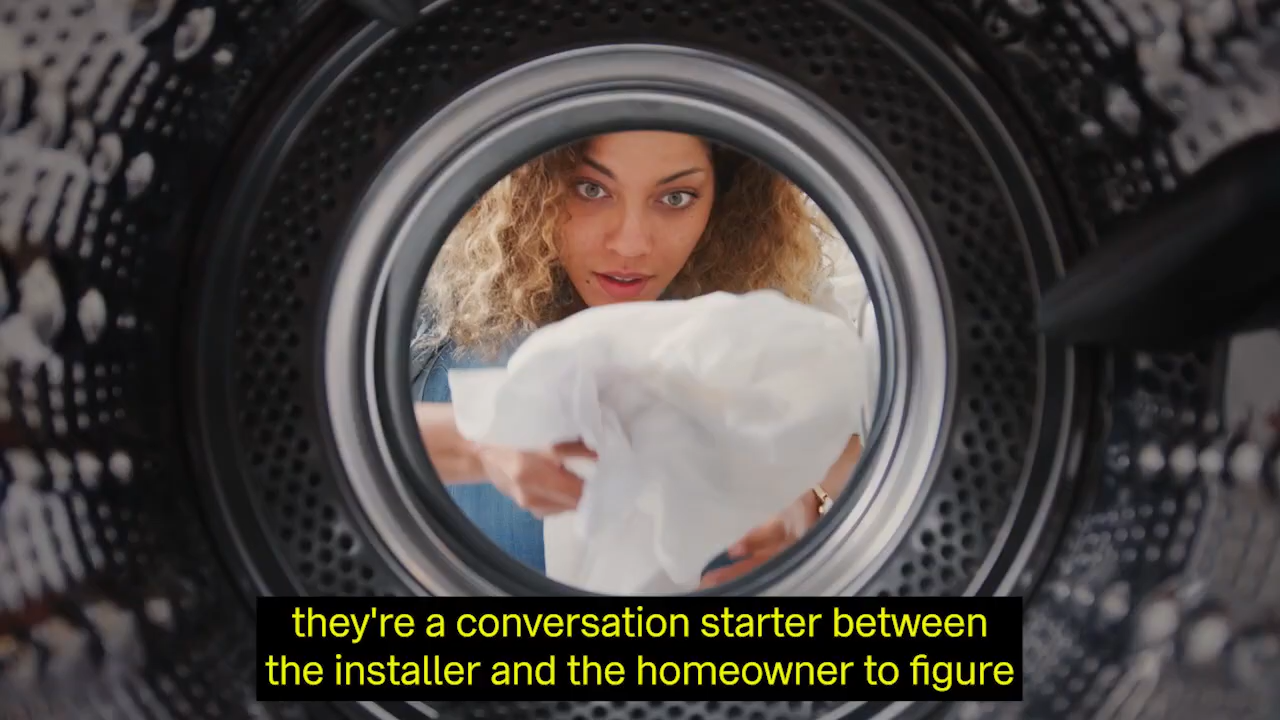 they're a conversation starter between
the installer and the homeowner to figure